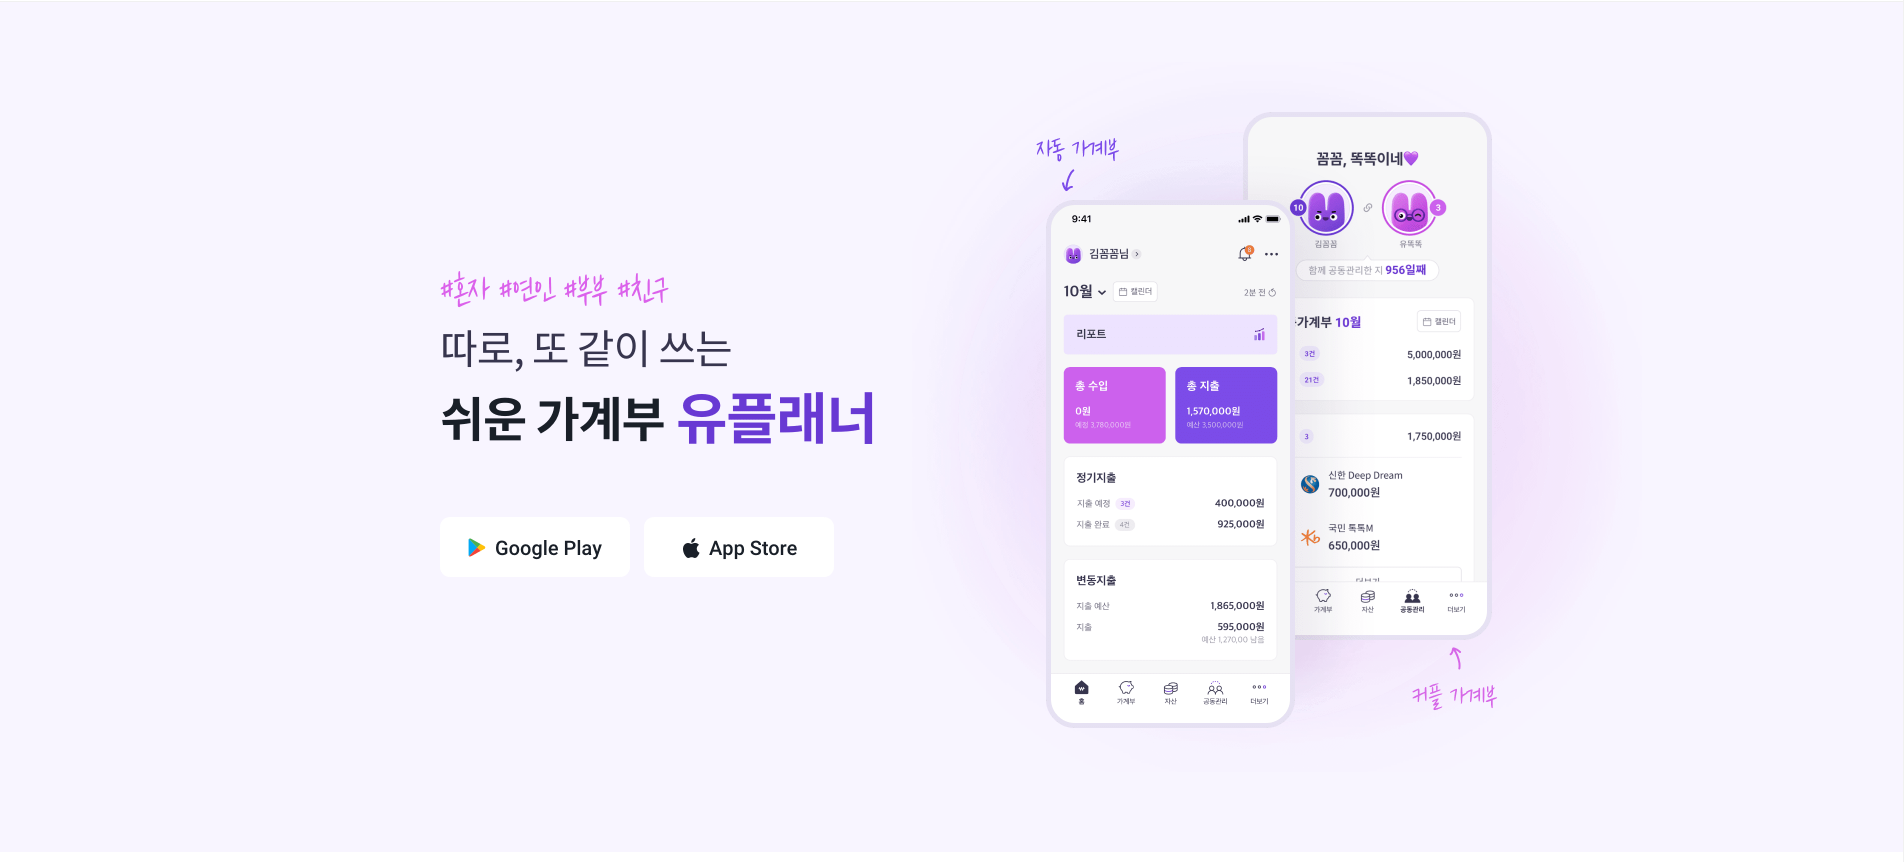 #혼자 #연인 #부부 #친구
따로, 또 같이 쓰는
쉬운 가계부 유플래너
Google Play
App Store
자동 가계부
9:41
김꼼꼼님
10월
캘린더
2분 전
리포트
총 수입
0원
예정 3,780,000원
총 지출
1,570,000원
예산 3,500,000원
정기지출
지출 예정 3건 400,000원
지출 완료 4건 925,000원
변동지출
지출 예산 1,865,000원
지출 595,000원
예산 1,270,00 남음
홈 가계부 자산 공동관리 더보기
꼼꼼, 똑똑이네
10
3
김꼼꼼 유똑똑
함께 공동관리한 지 956일째
가계부 10월
캘린더
3건 5,000,000원
21건 1,850,000원
3 1,750,000원
신한 Deep Dream
700,000원
국민 톡톡M
650,000원
더보기
가계부 자산 공동관리 더보기
커플 가계부